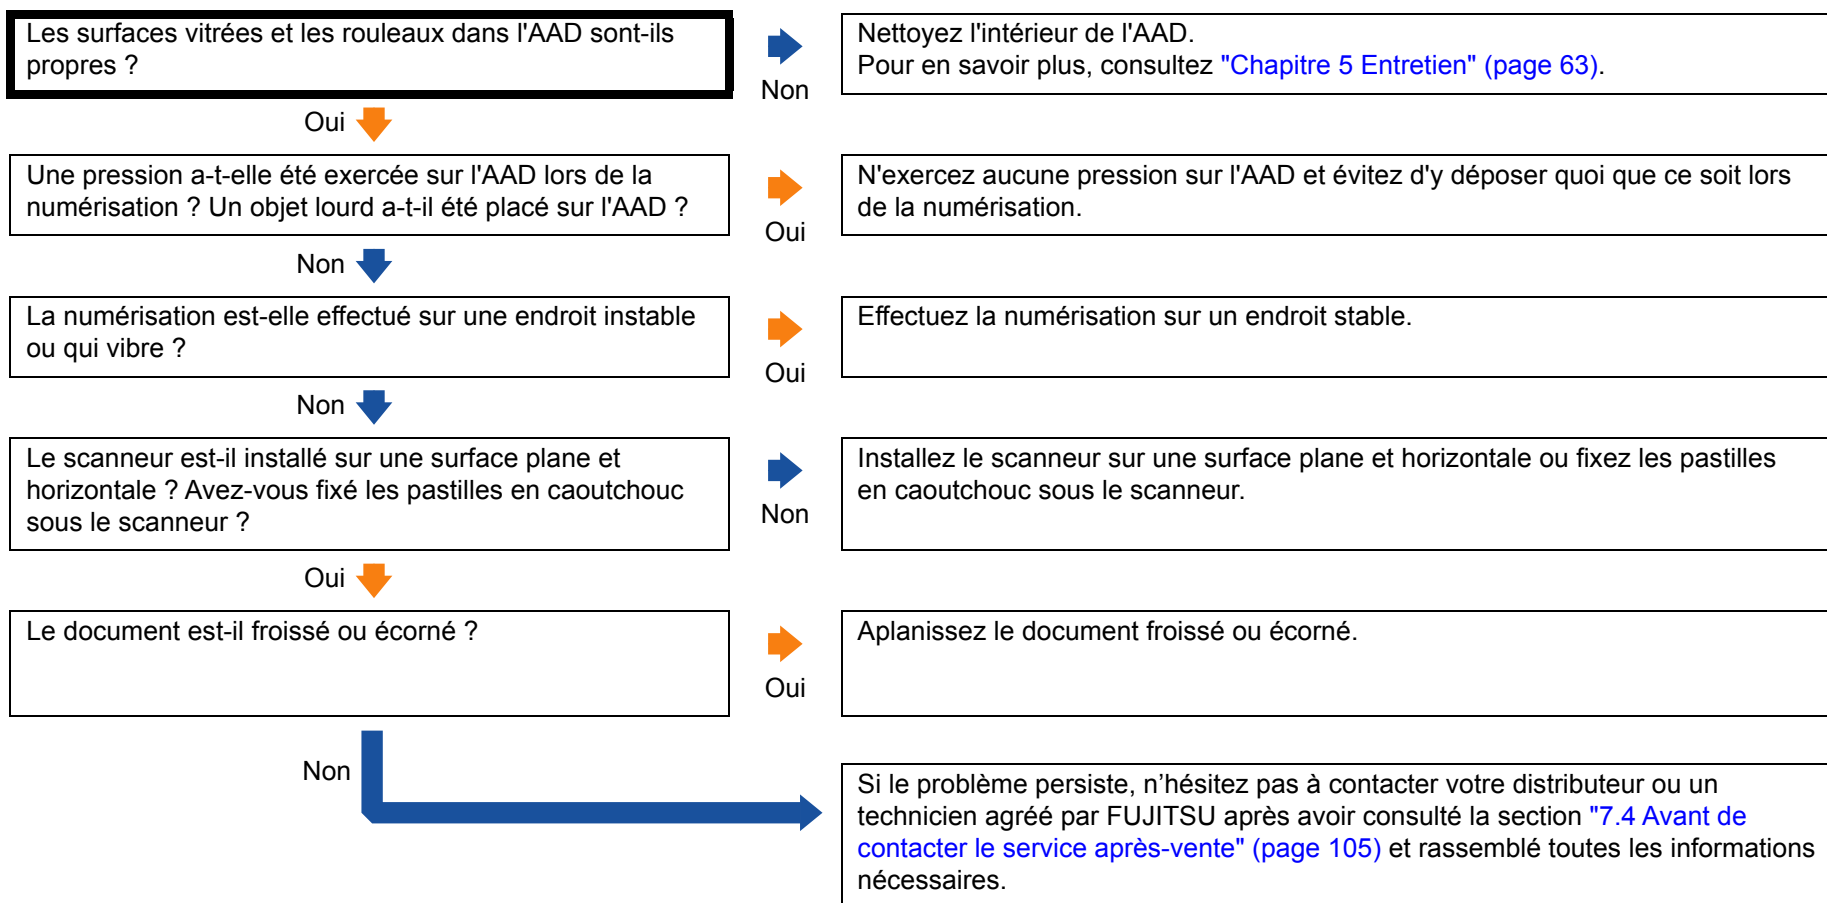 Les surfaces vitrées et les rouleaux dans l'AAD sont-ils
propres ?
Non
Nettoyez l'intérieur de l'AAD.
Pour en savoir plus, consultez "Chapitre 5 Entretien" (page 63).
Oui
Une pression a-t-elle été exercée sur l'AAD lors de la
numérisation ? Un objet lourd a-t-il été placé sur l'AAD ?
Oui
N'exercez aucune pression sur l'AAD et évitez d'y déposer quoi que ce soit lors
de la numérisation.
Non
La numérisation est-elle effectué sur une endroit instable
ou qui vibre ?
Oui
Effectuez la numérisation sur un endroit stable.
Non
Le scanneur est-il installé sur une surface plane et
horizontale ? Avez-vous fixé les pastilles en caoutchouc
sous le scanneur ?
Non
Installez le scanneur sur une surface plane et horizontale ou fixez les pastilles
en caoutchouc sous le scanneur.
Oui
Le document est-il froissé ou écorné ?
Oui
Aplanissez le document froissé ou écorné.
Non
Si le problème persiste, n’hésitez pas à contacter votre distributeur ou un
technicien agréé par FUJITSU après avoir consulté la section "7.4 Avant de
contacter le service après-vente" (page 105) et rassemblé toutes les informations
nécessaires.